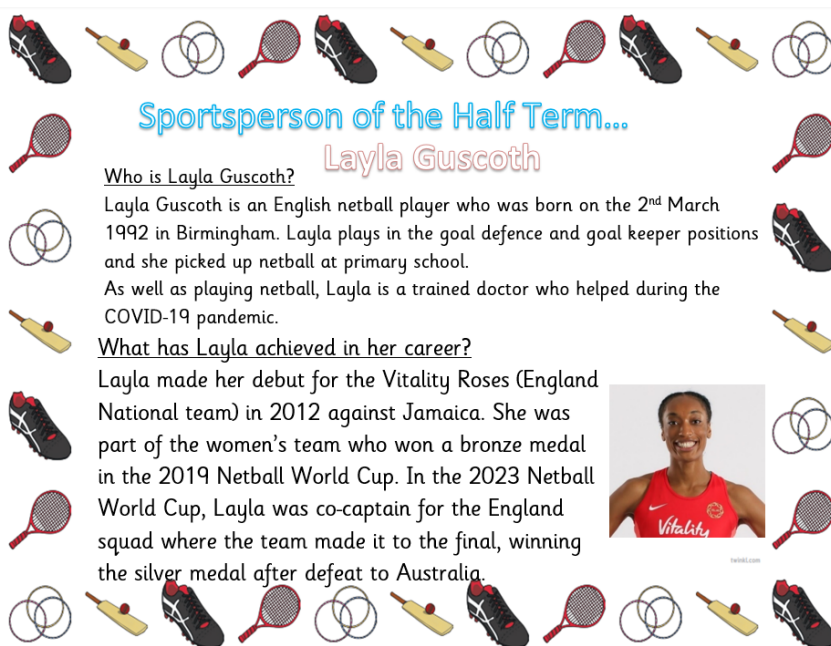 Sportsperson of the Half Term...
Layla Guscoth
Who is Layla Guscoth?
Layla Guscoth is an English netball player who was born on the 2nd March
1992 in Birmingham. Layla plays in the goal defence and goal keeper positions
and she picked up netball at primary school.
As well as playing netball, Layla is a trained doctor who helped during the
COVID-19 pandemic.
What has Layla achieved in her career?
Layla made her debut for the Vitality Roses (England
National team) in 2012 against Jamaica. She was
part of the women's team who won a bronze medal
in the 2019 Netball World Cup. In the 2023 Netball
World Cup, Layla was co-captain for the England
squad where the team made it to the final, winning
the silver medal after defeat to Australia.
Vitality
twinkl.com